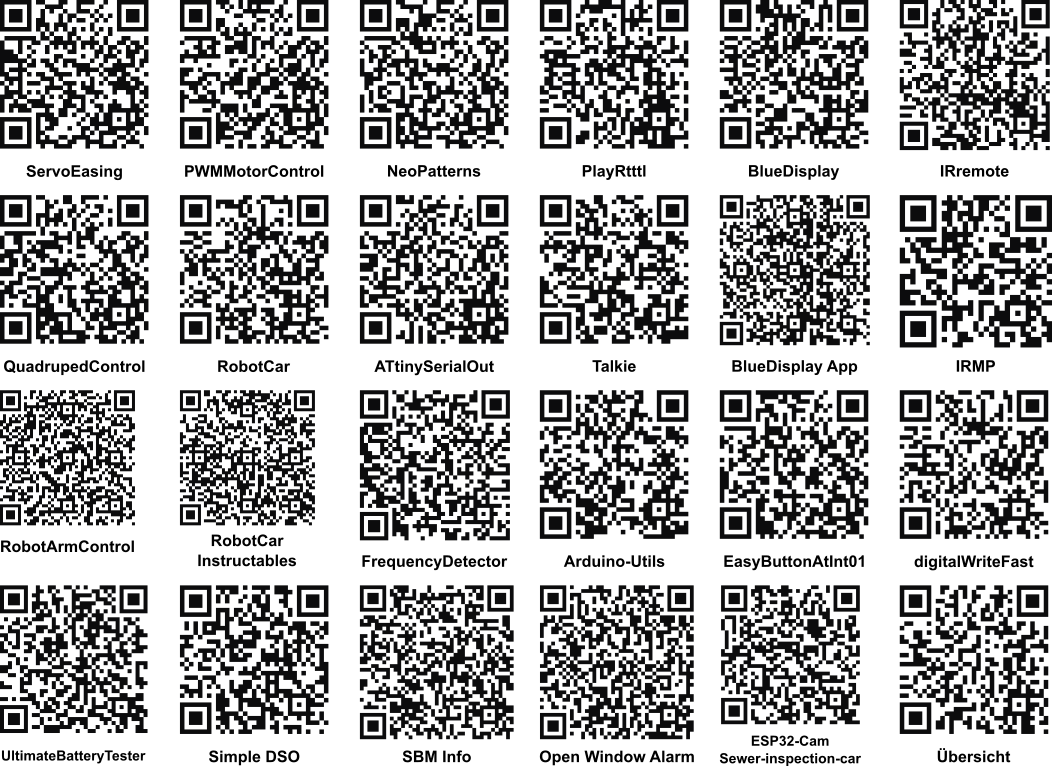 ServoEasing
PWMMotorControl
NeoPatterns
PlayRtttl
BlueDisplay
IRremote
QuadrupedControl
RobotCar
ATtinySerialOut
Talkie
BlueDisplay App
IRMP
RobotArmControl
RobotCar
Instructables
FrequencyDetector
Arduino-Utils
EasyButtonAtInt01
digitalWriteFast
UltimateBatteryTester
Simple DSO
SBM Info
Open Window Alarm
ESP32-Cam
Sewer-inspection-car
Übersicht